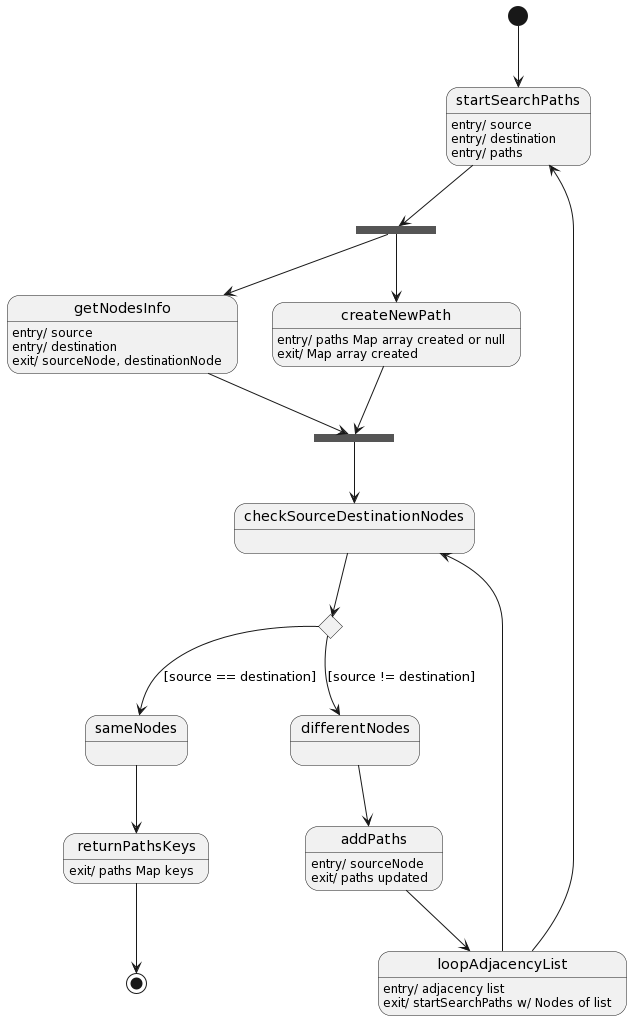 startSearchPaths
entry/ source
entry/ destination
entry/ paths
getNodesInfo
entry/ source
entry/ destination
exit/ sourceNode, destinationNode
createNewPath
entry/ paths Map array created or null
exit/ Map array created
checkSourceDestinationNodes
[source == destination]
[source != destination]
sameNodes
differentNodes
returnPathsKeys
exit/ paths Map keys
addPaths
entry/ sourceNode
exit/ paths updated
loopAdjacencyList
entry/ adjacency list
exit/ startSearchPaths w/ Nodes of list